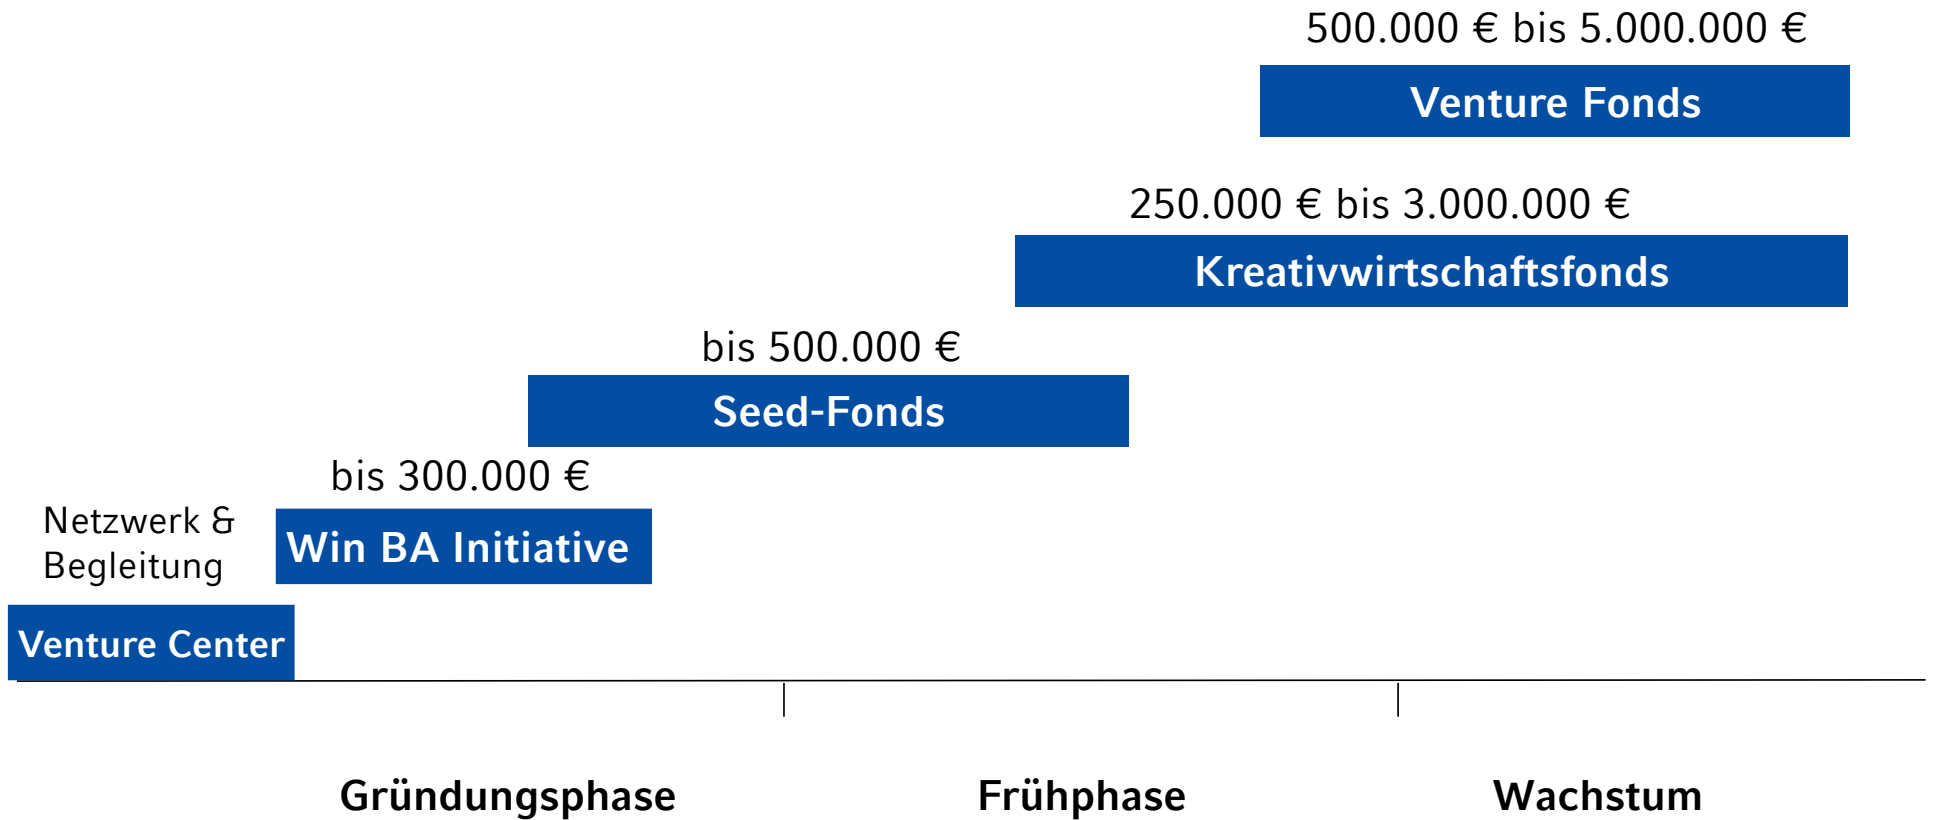 500.000 € bis 5.000.000 €
Venture Fonds
250.000 € bis 3.000.000 €
Kreativwirtschaftsfonds
bis 500.000 €
Seed-Fonds
bis 300.000 €
Win BA Initiative
Netzwerk &
Begleitung
Venture Center
Gründungsphase
Frühphase
Wachstum